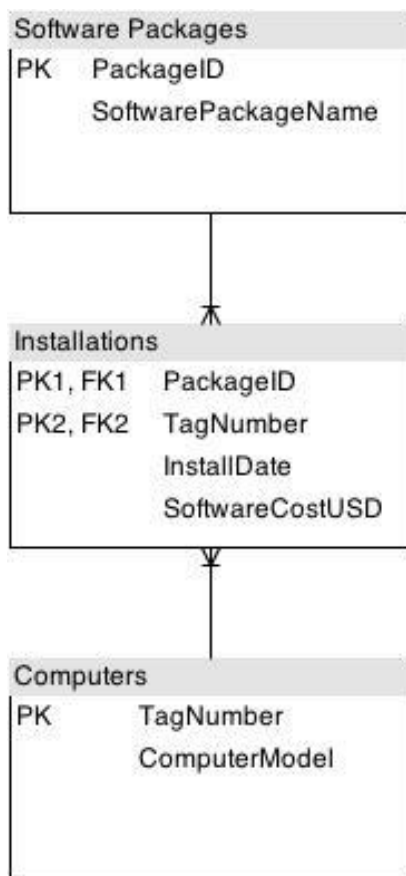 Software Packages
PK PackageID
SoftwarePackageName
Installations
PK1, FK1 PackageID
PK2, FK2 TagNumber
InstallDate
SoftwareCostUSD
Computers
PK TagNumber
ComputerModel